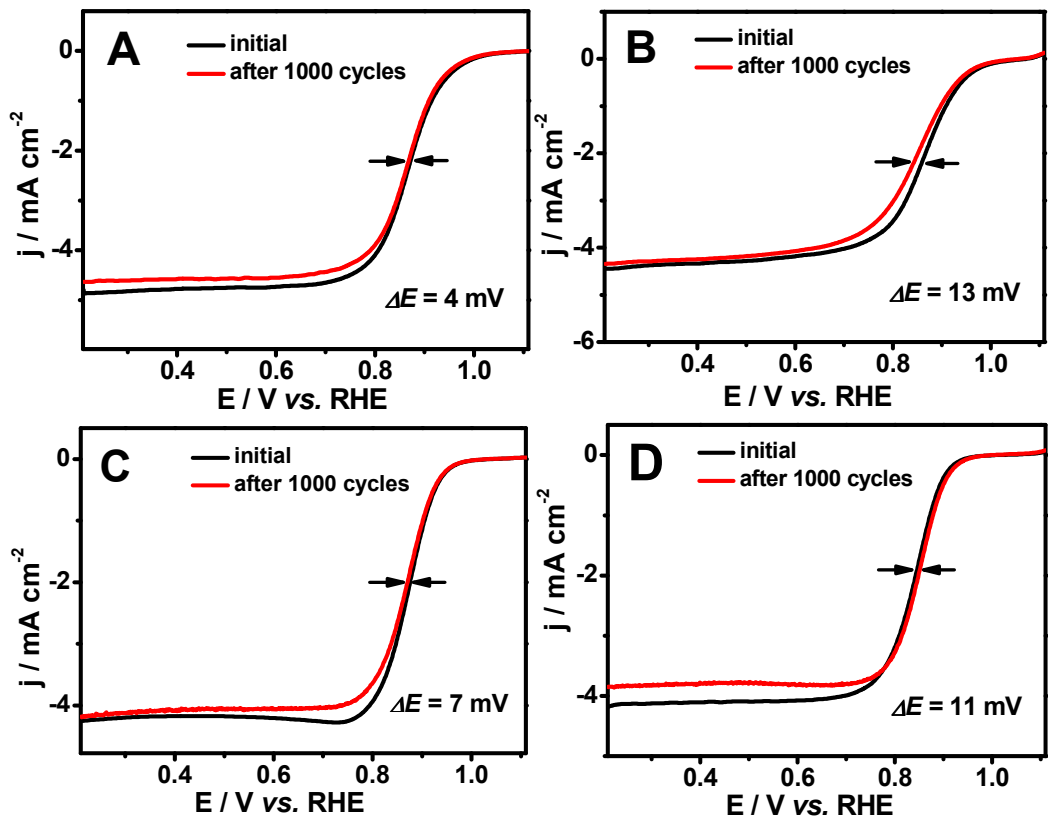 A
initial
after 1000 cycles
0
-2
-4
j / mA cm-2
ΔE = 4 mV
0.4 0.6 0.8 1.0
E / V vs. RHE
B
initial
after 1000 cycles
0
-2
-4
-6
j / mA cm-2
ΔE = 13 mV
0.4 0.6 0.8 1.0
E / V vs. RHE
C
initial
after 1000 cycles
0
-2
-4
j / mA cm-2
ΔE = 7 mV
0.4 0.6 0.8 1.0
E / V vs. RHE
D
initial
after 1000 cycles
0
-2
-4
j / mA cm-2
ΔE = 11 mV
0.4 0.6 0.8 1.0
E / V vs. RHE